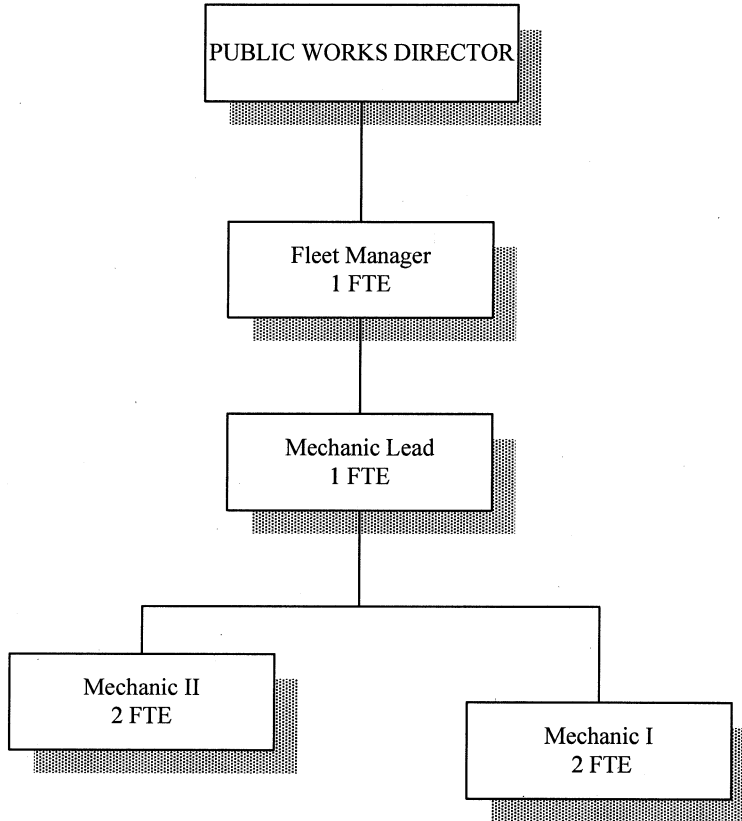 PUBLIC WORKS DIRECTOR
Fleet Manager
1 FTE
Mechanic Lead
1 FTE
Mechanic II
2 FTE
Mechanic I
2 FTE